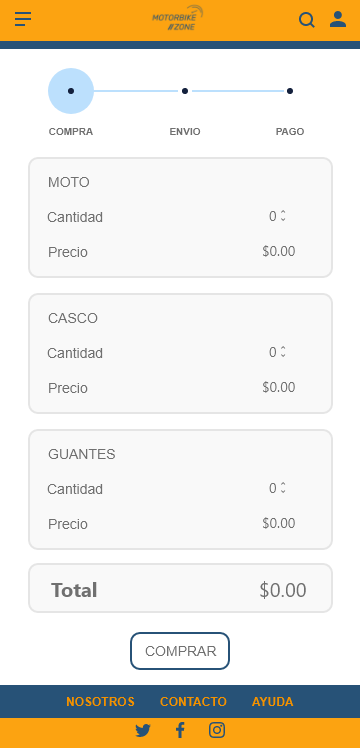 MOTORBIKE
//ZONE
COMPRA ENVIO PAGO
MOTO
Cantidad 0
Precio $0.00
CASCO
Cantidad 0
Precio $0.00
GUANTES
Cantidad 0
Precio $0.00
Total $0.00
COMPRAR
NOSOTROS CONTACTO AYUDA